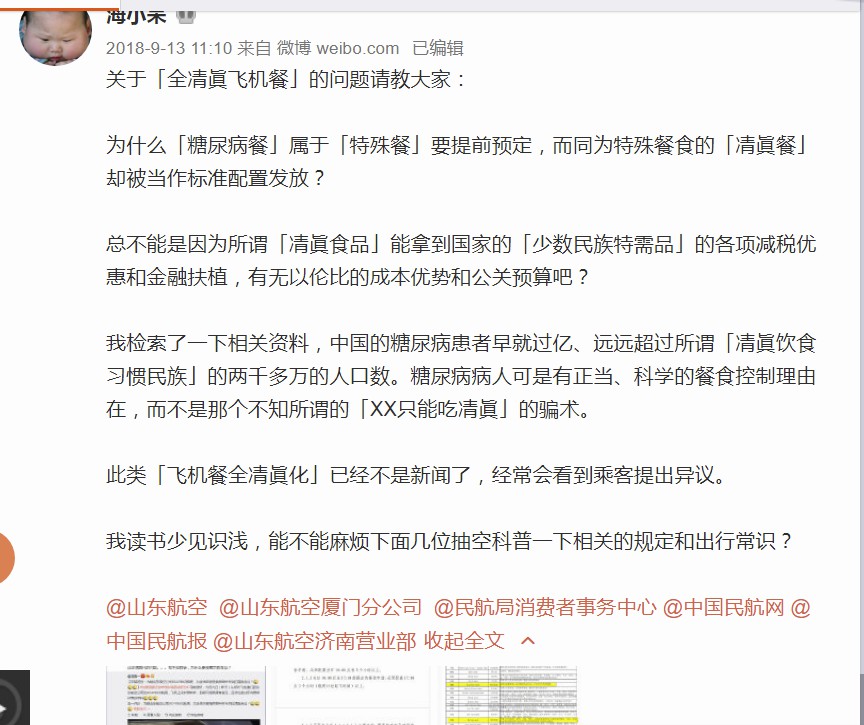 海小呆
2018-9-13 11:10 来自 微博 weibo.com 已编辑
关于「全凊眞飞机餐」的问题请教大家：
为什么「糖尿病餐」属于「特殊餐」要提前预定，而同为特殊餐食的「凊眞餐」
却被当作标准配置发放？
总不能是因为所谓「凊眞食品」能拿到国家的「少数民族特需品」的各项减税优
惠和金融扶植，有无以伦比的成本优势和公关预算吧？
我检索了一下相关资料，中国的糖尿病患者早就过亿、远远超过所谓「凊眞饮食
习惯民族」的两千多万的人口数。糖尿病病人可是有正当、科学的餐食控制理由
在，而不是那个不知所谓的「XX只能吃凊眞」的骗术。
此类「飞机餐全凊眞化」已经不是新闻了，经常会看到乘客提出异议。
我读书少见识浅，能不能麻烦下面几位抽空科普一下相关的规定和出行常识？
@山东航空 @山东航空厦门分公司 @民航局消费者事务中心 @中国民航网 @
中国民航报 @山东航空济南营业部 收起全文